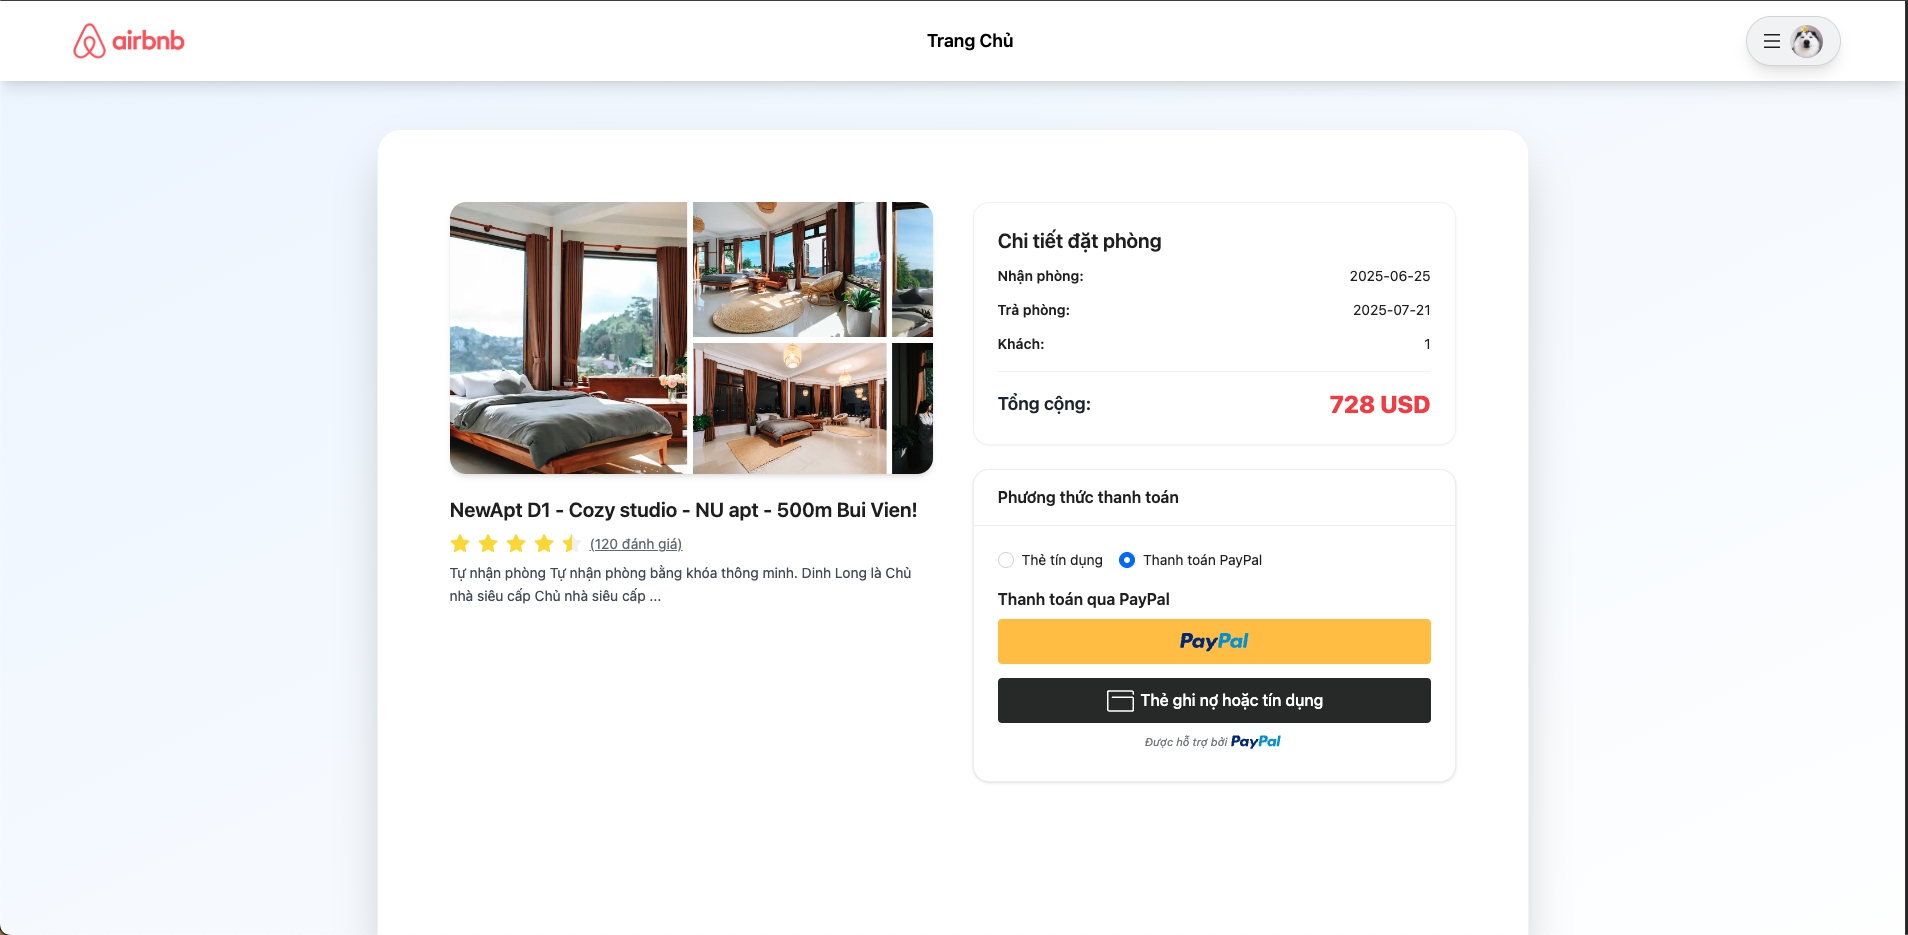 airbnb
Trang Chủ
NewApt D1 - Cozy studio - NU apt - 500m Bui Vien!
(120 đánh giá)
Tự nhận phòng Tự nhận phòng bằng khóa thông minh. Dinh Long là Chủ
nhà siêu cấp Chủ nhà siêu cấp ...
Chi tiết đặt phòng
Nhận phòng: 2025-06-25
Trả phòng: 2025-07-21
Khách: 1
Tổng cộng: 728 USD
Phương thức thanh toán
Thẻ tín dụng Thanh toán PayPal
Thanh toán qua PayPal
PayPal
Thẻ ghi nợ hoặc tín dụng
Được hỗ trợ bởi PayPal